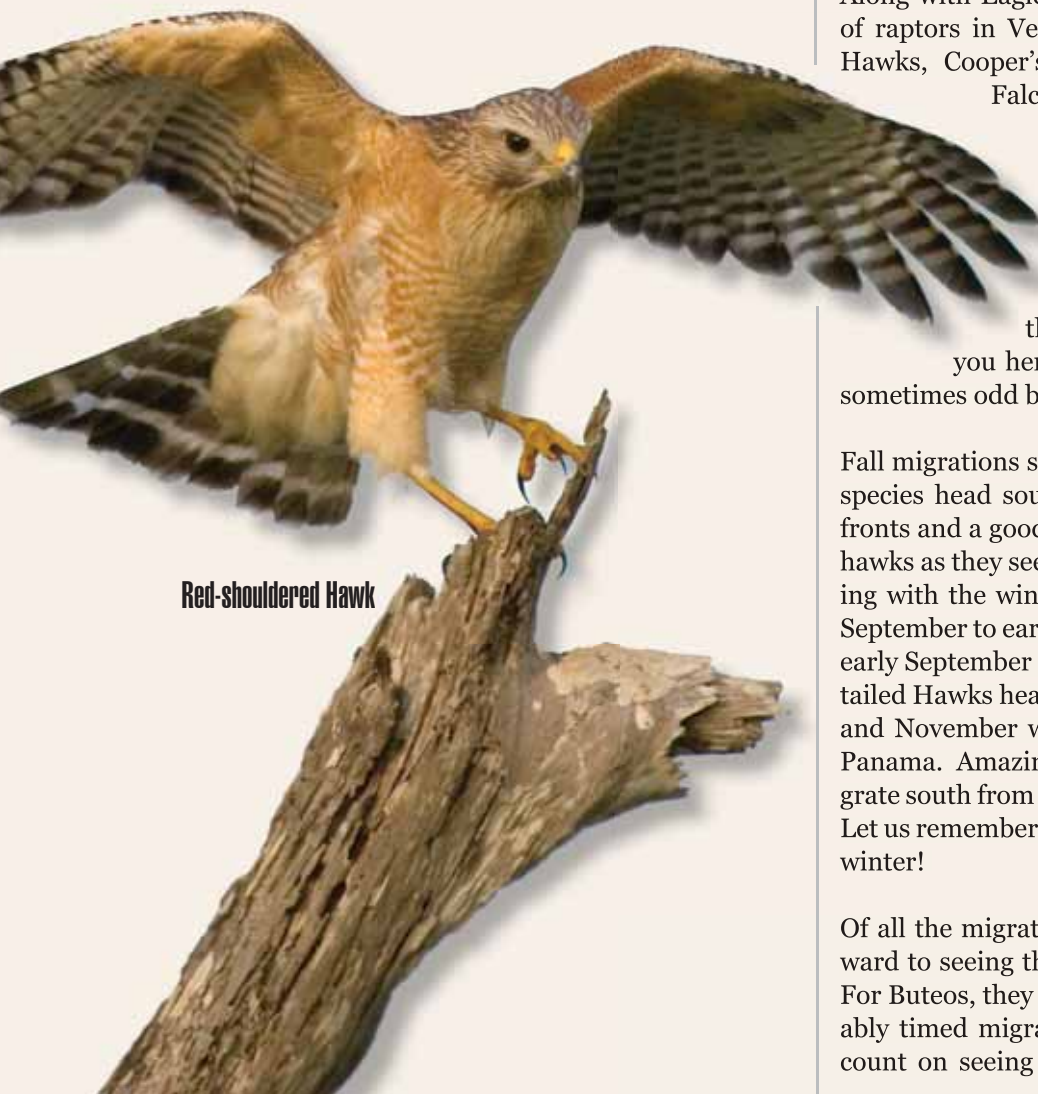 Along with Eagle
of raptors in Ve
Hawks, Cooper's
Falc
th
you her
sometimes odd b
Fall migrations s
species head sou
fronts and a good
hawks as they see
ing with the win
September to ear
early September
tailed Hawks hea
and November w
Panama. Amazin
grate south from
Let us remember
winter!
Of all the migrat
ward to seeing th
For Buteos, they
ably timed migra
count on seeing
Red-shouldered Hawk